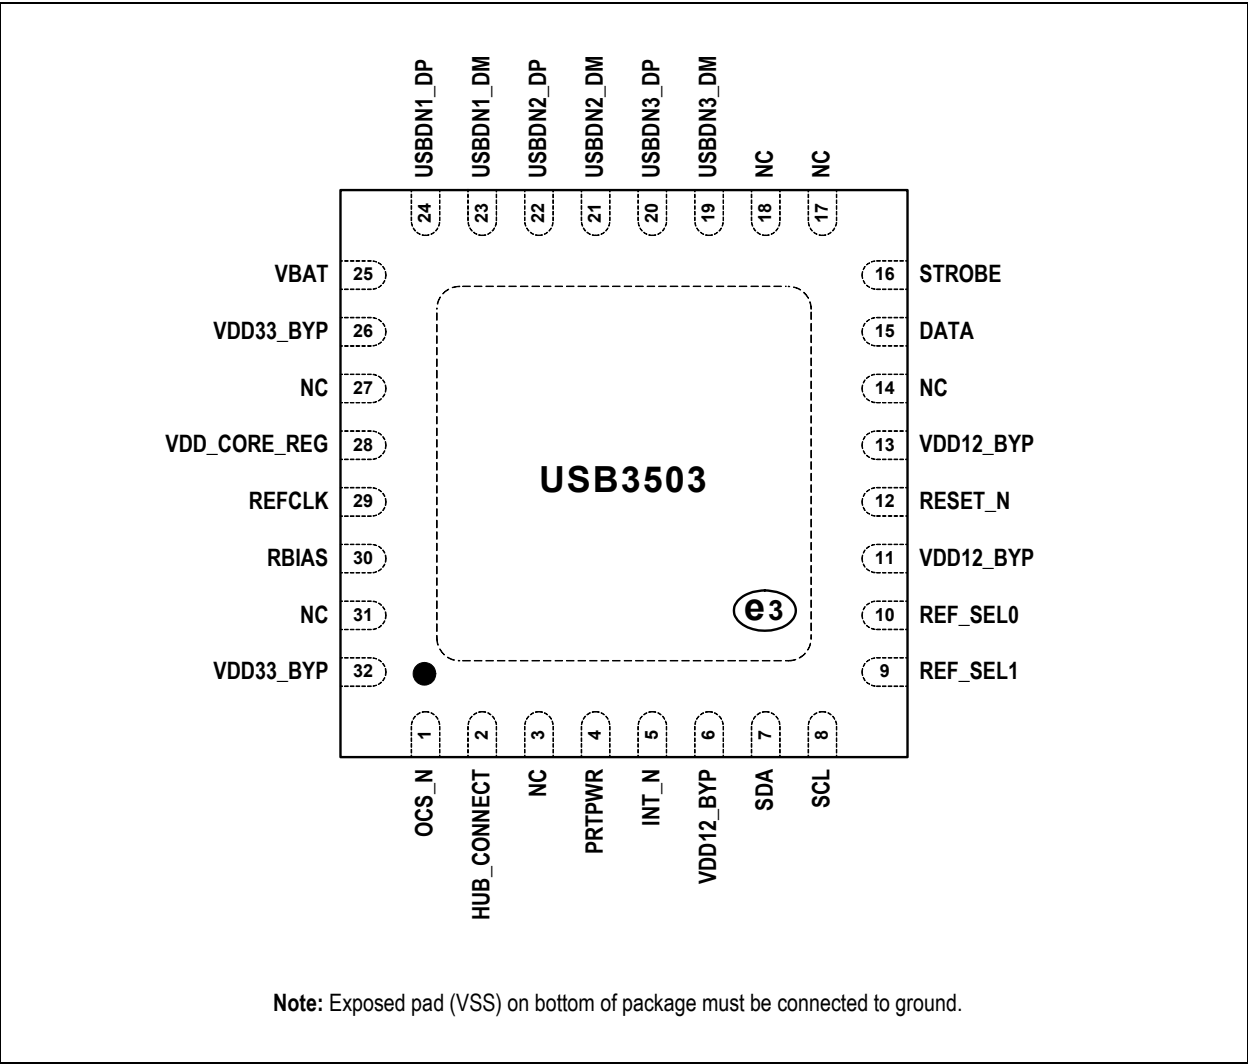 USBDN1_DP
USBDN1_DM
USBDN2_DP
USBDN2_DM
USBDN3_DP
USBDN3_DM
NC
NC
24
23
22
21
20
19
18
17
VBAT 25
16 STROBE
VDD33_BYP 26
15 DATA
NC 27
14 NC
VDD_CORE_REG 28
13 VDD12_BYP
USB3503
REFCLK 29
12 RESET_N
RBIAS 30
11 VDD12_BYP
e3
NC 31
10 REF_SEL0
VDD33_BYP 32
9 REF_SEL1
1
2
3
4
5
6
7
8
OCS_N
HUB_CONNECT
NC
PRTPWR
INT_N
VDD12_BYP
SDA
SCL
Note: Exposed pad (VSS) on bottom of package must be connected to ground.